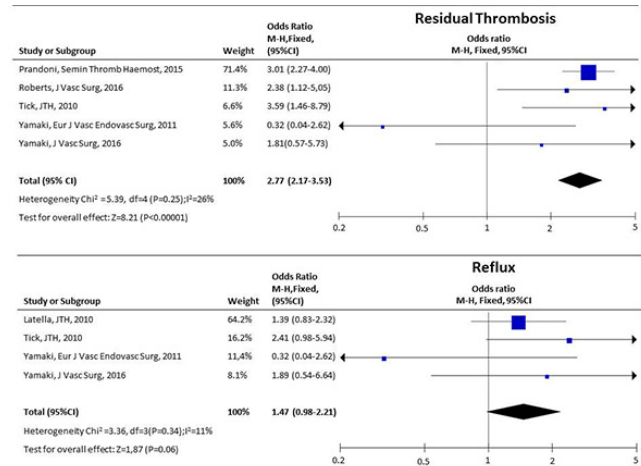 Residual Thrombosis
Odds Ratio
M-H,Fixed,
(95%CI)
Odds ratio
M-H, Fixed, 95%CI
Study or Subgroup Weight
Prandoni, Semin Thromb Haemost, 2015 71.4% 3.01 (2.27-4.00)
Roberts, J Vasc Surg, 2016 11.3% 2.38 (1.12-5,05)
Tick, JTH, 2010 6.6% 3.59 (1.46-8.79)
Yamaki, Eur J Vasc Endovasc Surg, 2011 5.6% 0.32 (0.04-2.62)
Yamaki, J Vasc Surg, 2016 5.0% 1.81(0.57-5.73)
Total (95% CI) 100% 2.77 (2.17-3.53)
Heterogeneity Chi² =5.39, df=4 (P=0.25);I²=26%
Test for overall effect: Z=8.21 (P<0.00001)
0.2 0.5 1 2 5
Reflux
Odds Ratio
M-H,Fixed,
(95%CI)
Odds ratio
M-H, Fixed, 95%CI
Study or Subgroup Weight
Latella, JTH, 2010 64.2% 1.39 (0.83-2.32)
Tick, JTH, 2010 16.2% 2.41 (0.98-5.94)
Yamaki, Eur J Vasc Endovasc Surg, 2011 11,4% 0.32 (0.04-2.62)
Yamaki, J Vasc Surg, 2016 8.1% 1.89 (0.54-6.64)
Total (95%CI) 100% 1.47 (0.98-2.21)
Heterogeneity Chi²=3.36, df=3(P=0.34);I²=11%
Test for overall effect: Z=1,87 (P=0.06)
0.2 0.5 1 2 5